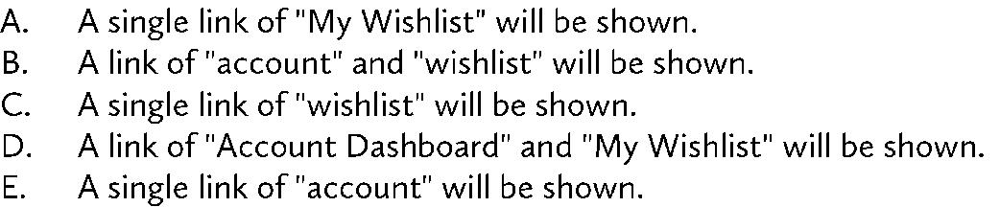 A. A single link of "My Wishlist" will be shown.
B. A link of "account" and "wishlist" will be shown.
C. A single link of "wishlist" will be shown.
D. A link of "Account Dashboard" and "My Wishlist" will be shown.
E. A single link of "account" will be shown.